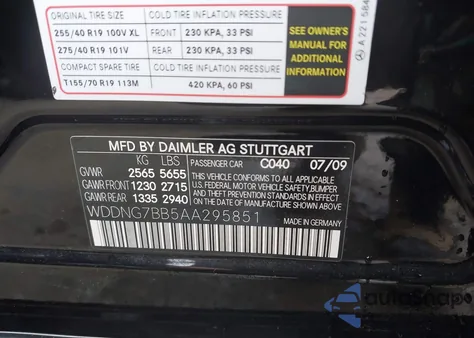 ORIGINAL TIRE SIZE COLD TIRE INFLATION PRESSURE
255/40 R19 100V XL FRONT 230 KPA, 33 PSI
275/40 R19 101V REAR 230 KPA, 33 PSI
COMPACT SPARE TIRE COLD TIRE INFLATION PRESSURE
T155/70 R19 113M 420 KPA, 60 PSI
SEE OWNER'S
MANUAL FOR
ADDITIONAL
INFORMATION
A 221 584
MFD BY DAIMLER AG STUTTGART
KG LBS PASSENGER CAR C040 07/09
GVWR 2565 5655
GAWR FRONT 1230 2715
GAWR REAR 1335 2940
THIS VEHICLE CONFORMS TO ALL APPLICABLE
U.S. FEDERAL MOTOR VEHICLE SAFETY, BUMPER,
AND THEFT PREVENTION STANDARDS IN EFFECT
ON THE DATE OF MANUFACTURE SHOWN ABOVE.
WDDNG7BB5AA295851
autoSnap